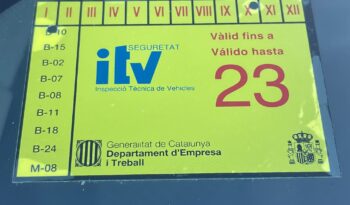 I II III IV V VI VII VIII IX X XI XII
B-10
B-15
B-02
B-07
B-08
B-11
B-18
B-24
M-08
SEGURETAT
itv
Inspecció Tècnica de Vehicles
Vàlid fins a
Válido hasta
23
Generalitat de Catalunya
Departament d'Empresa
i Treball